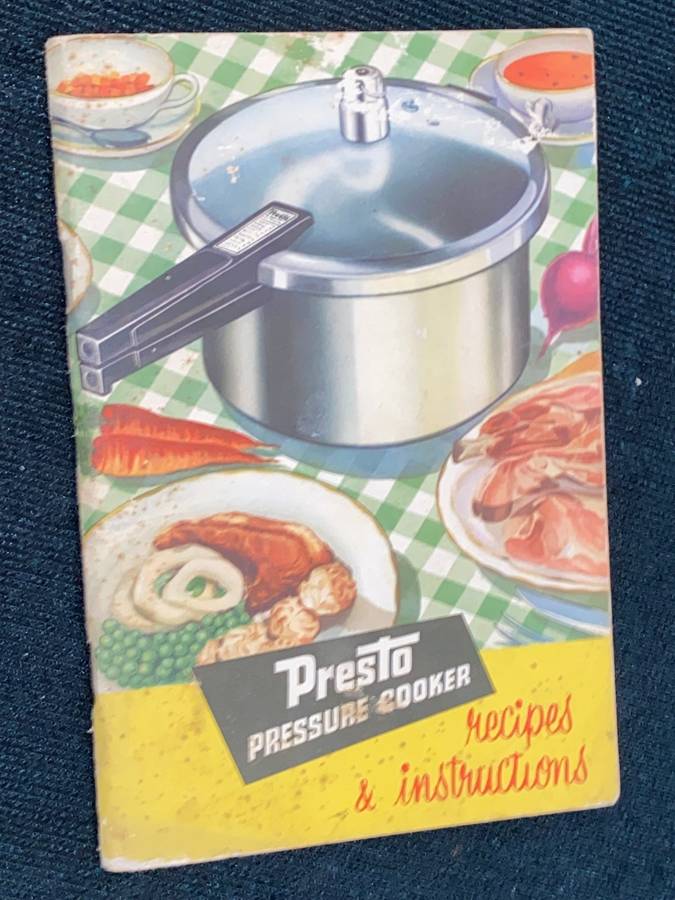 Presto
PRESSURE COOKER
recipes
& instructions